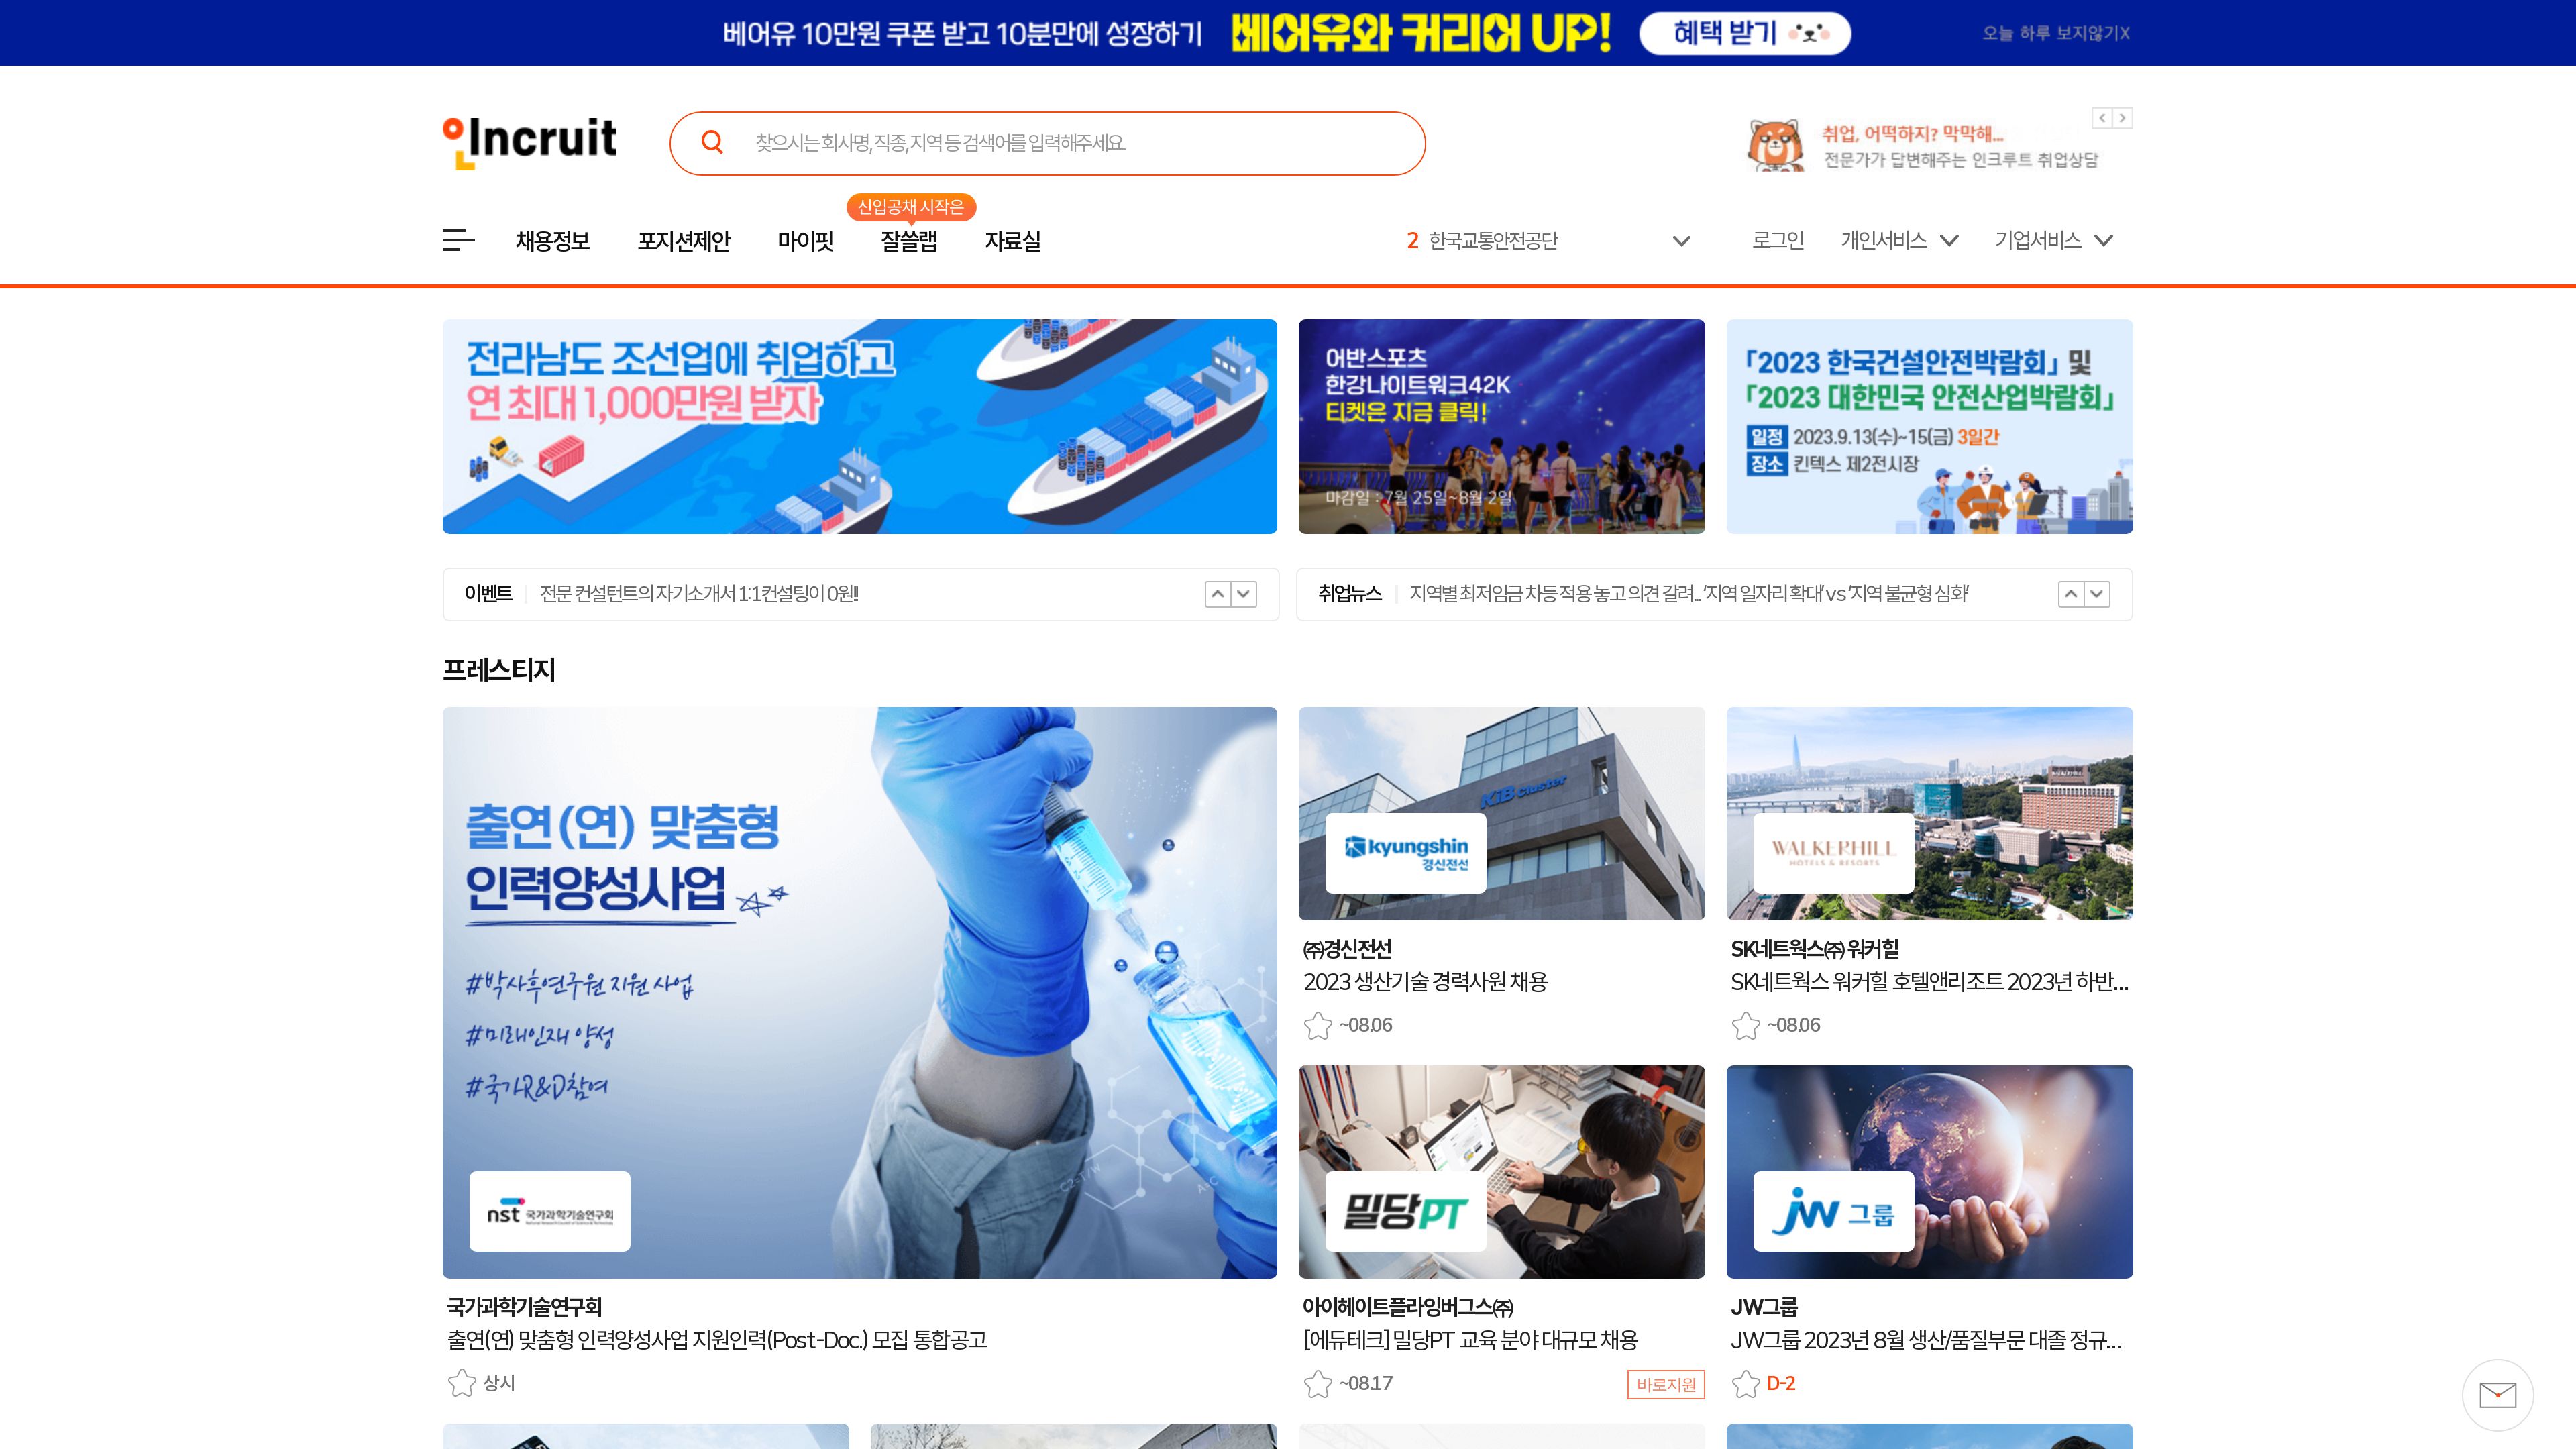 베어유 10만원 쿠폰 받고 10분만에 성장하기 베어유와 커리어 UP! 혜택 받기 오늘 하루 보지않기X
Incruit
찾으시는 회사명, 직종, 지역 등 검색어를 입력해주세요.
취업, 어떡하지? 막막해...
전문가가 답변해주는 인크루트 취업상담
신입공채 시작은
채용정보 포지션제안 마이핏 잘쓸랩 자료실
2 한국교통안전공단
로그인 개인서비스 기업서비스
전라남도 조선업에 취업하고
연 최대 1,000만원 받자
어반스포츠
한강나이트워크42K
티켓은 지금 클릭!
마감일 : 7월 25일~8월 2일
「2023 한국건설안전박람회」 및
「2023 대한민국 안전산업박람회」
일정 2023.9.13(수)~15(금) 3일간
장소 킨텍스 제2전시장
이벤트 전문 컨설턴트의 자기소개서 1:1 컨설팅이 0원!!
취업뉴스 지역별 최저임금 차등 적용 놓고 의견 갈려... ‘지역 일자리 확대’ vs ‘지역 불균형 심화’
프레스티지
출연(연) 맞춤형
인력양성사업
#박사후연구원 지원 사업
#미래인재 양성
#국가R&D참여
nst 국가과학기술연구회
국가과학기술연구회
출연(연) 맞춤형 인력양성사업 지원인력(Post-Doc.) 모집 통합공고
상시
KiB Cluster
kyungshin
경신전선
㈜경신전선
2023 생산기술 경력사원 채용
~08.06
WALKERHILL
HOTELS & RESORTS
SK네트웍스㈜ 워커힐
SK네트웍스 워커힐 호텔앤리조트 2023년 하반...
~08.06
밀당PT
아이헤이트플라잉버그스㈜
[에듀테크] 밀당PT 교육 분야 대규모 채용
~08.17
바로지원
jw 그룹
JW그룹
JW그룹 2023년 8월 생산/품질부문 대졸 정규...
D-2